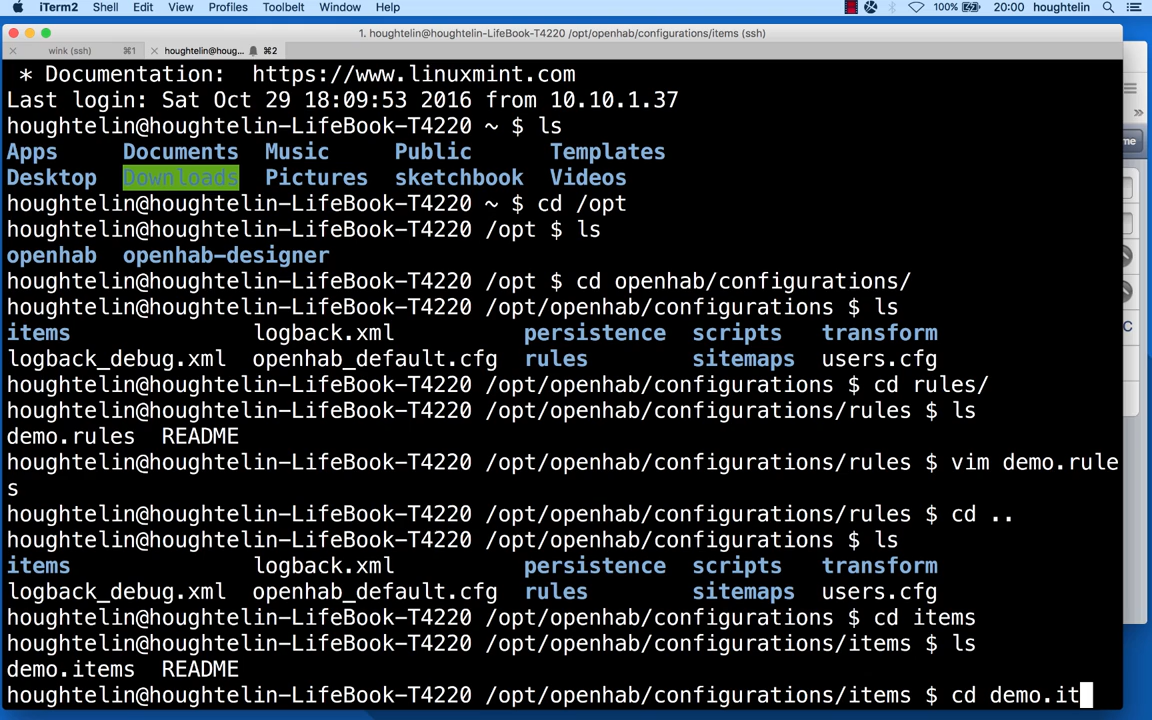 iTerm2 Shell Edit View Profiles Toolbelt Window Help 100% 20:00 houghtelin
1. houghtelin@houghtelin-LifeBook-T4220 /opt/openhab/configurations/items (ssh)
wink (ssh) ⌘1 houghtelin@houg... ⌘2
* Documentation:  https://www.linuxmint.com
Last login: Sat Oct 29 18:09:53 2016 from 10.10.1.37
houghtelin@houghtelin-LifeBook-T4220 ~ $ ls
Apps     Documents  Music     Public      Templates
Desktop  Downloads  Pictures  sketchbook  Videos
houghtelin@houghtelin-LifeBook-T4220 ~ $ cd /opt
houghtelin@houghtelin-LifeBook-T4220 /opt $ ls
openhab  openhab-designer
houghtelin@houghtelin-LifeBook-T4220 /opt $ cd openhab/configurations/
houghtelin@houghtelin-LifeBook-T4220 /opt/openhab/configurations $ ls
items              logback.xml          persistence  scripts   transform
logback_debug.xml  openhab_default.cfg  rules        sitemaps  users.cfg
houghtelin@houghtelin-LifeBook-T4220 /opt/openhab/configurations $ cd rules/
houghtelin@houghtelin-LifeBook-T4220 /opt/openhab/configurations/rules $ ls
demo.rules  README
houghtelin@houghtelin-LifeBook-T4220 /opt/openhab/configurations/rules $ vim demo.rule
s
houghtelin@houghtelin-LifeBook-T4220 /opt/openhab/configurations/rules $ cd ..
houghtelin@houghtelin-LifeBook-T4220 /opt/openhab/configurations $ ls
items              logback.xml          persistence  scripts   transform
logback_debug.xml  openhab_default.cfg  rules        sitemaps  users.cfg
houghtelin@houghtelin-LifeBook-T4220 /opt/openhab/configurations $ cd items
houghtelin@houghtelin-LifeBook-T4220 /opt/openhab/configurations/items $ ls
demo.items  README
houghtelin@houghtelin-LifeBook-T4220 /opt/openhab/configurations/items $ cd demo.it